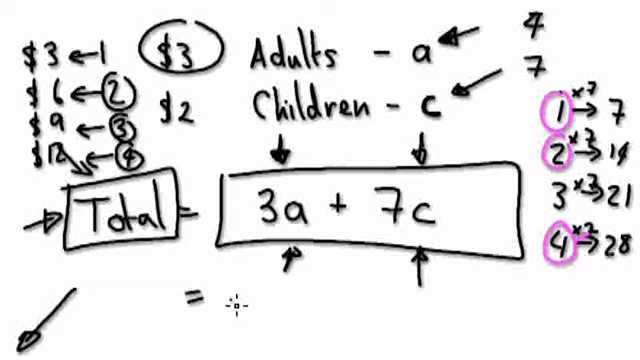 $3 ← 1 $3 Adults - a ← 4
$6 ← 2 $2 Children - c ← 7
$9 ← 3
$12 ← 4
1 ×7 → 7
2 ×7 → 14
3 ×7 → 21
4 ×7 → 28
Total = 3a + 7c
=